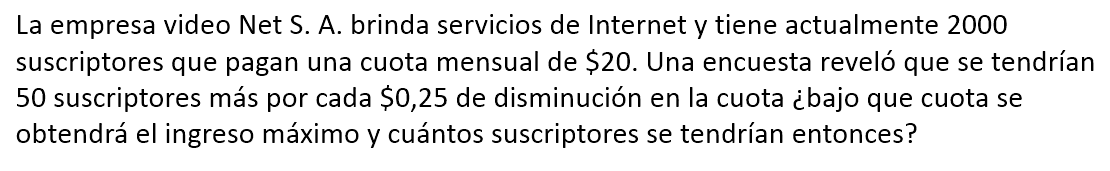 La empresa video Net S. A. brinda servicios de Internet y tiene actualmente 2000
suscriptores que pagan una cuota mensual de $20. Una encuesta reveló que se tendrían
50 suscriptores más por cada $0,25 de disminución en la cuota ¿bajo que cuota se
obtendrá el ingreso máximo y cuántos suscriptores se tendrían entonces?